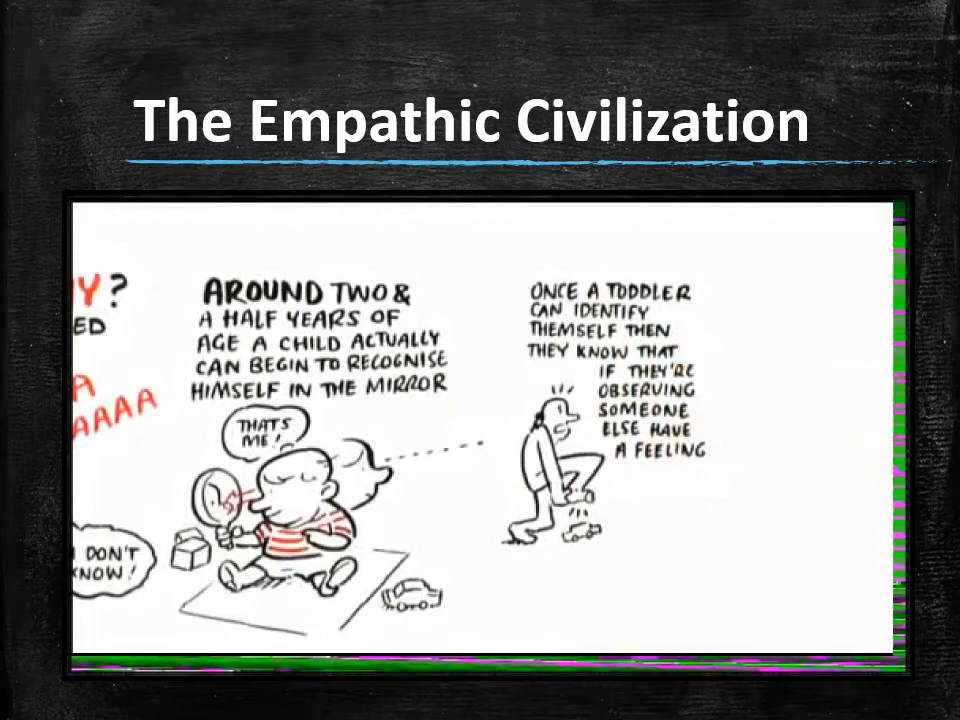 The Empathic Civilization
Y?
ED
A
AAAA
I DON'T
KNOW!
AROUND TWO &
A HALF YEARS OF
AGE A CHILD ACTUALLY
CAN BEGIN TO RECOGNISE
HIMSELF IN THE MIRROR
THAT'S
ME!
ONCE A TODDLER
CAN IDENTIFY
THEMSELF THEN
THEY KNOW THAT
IF THEY'RE
OBSERVING
SOMEONE
ELSE HAVE
A FEELING